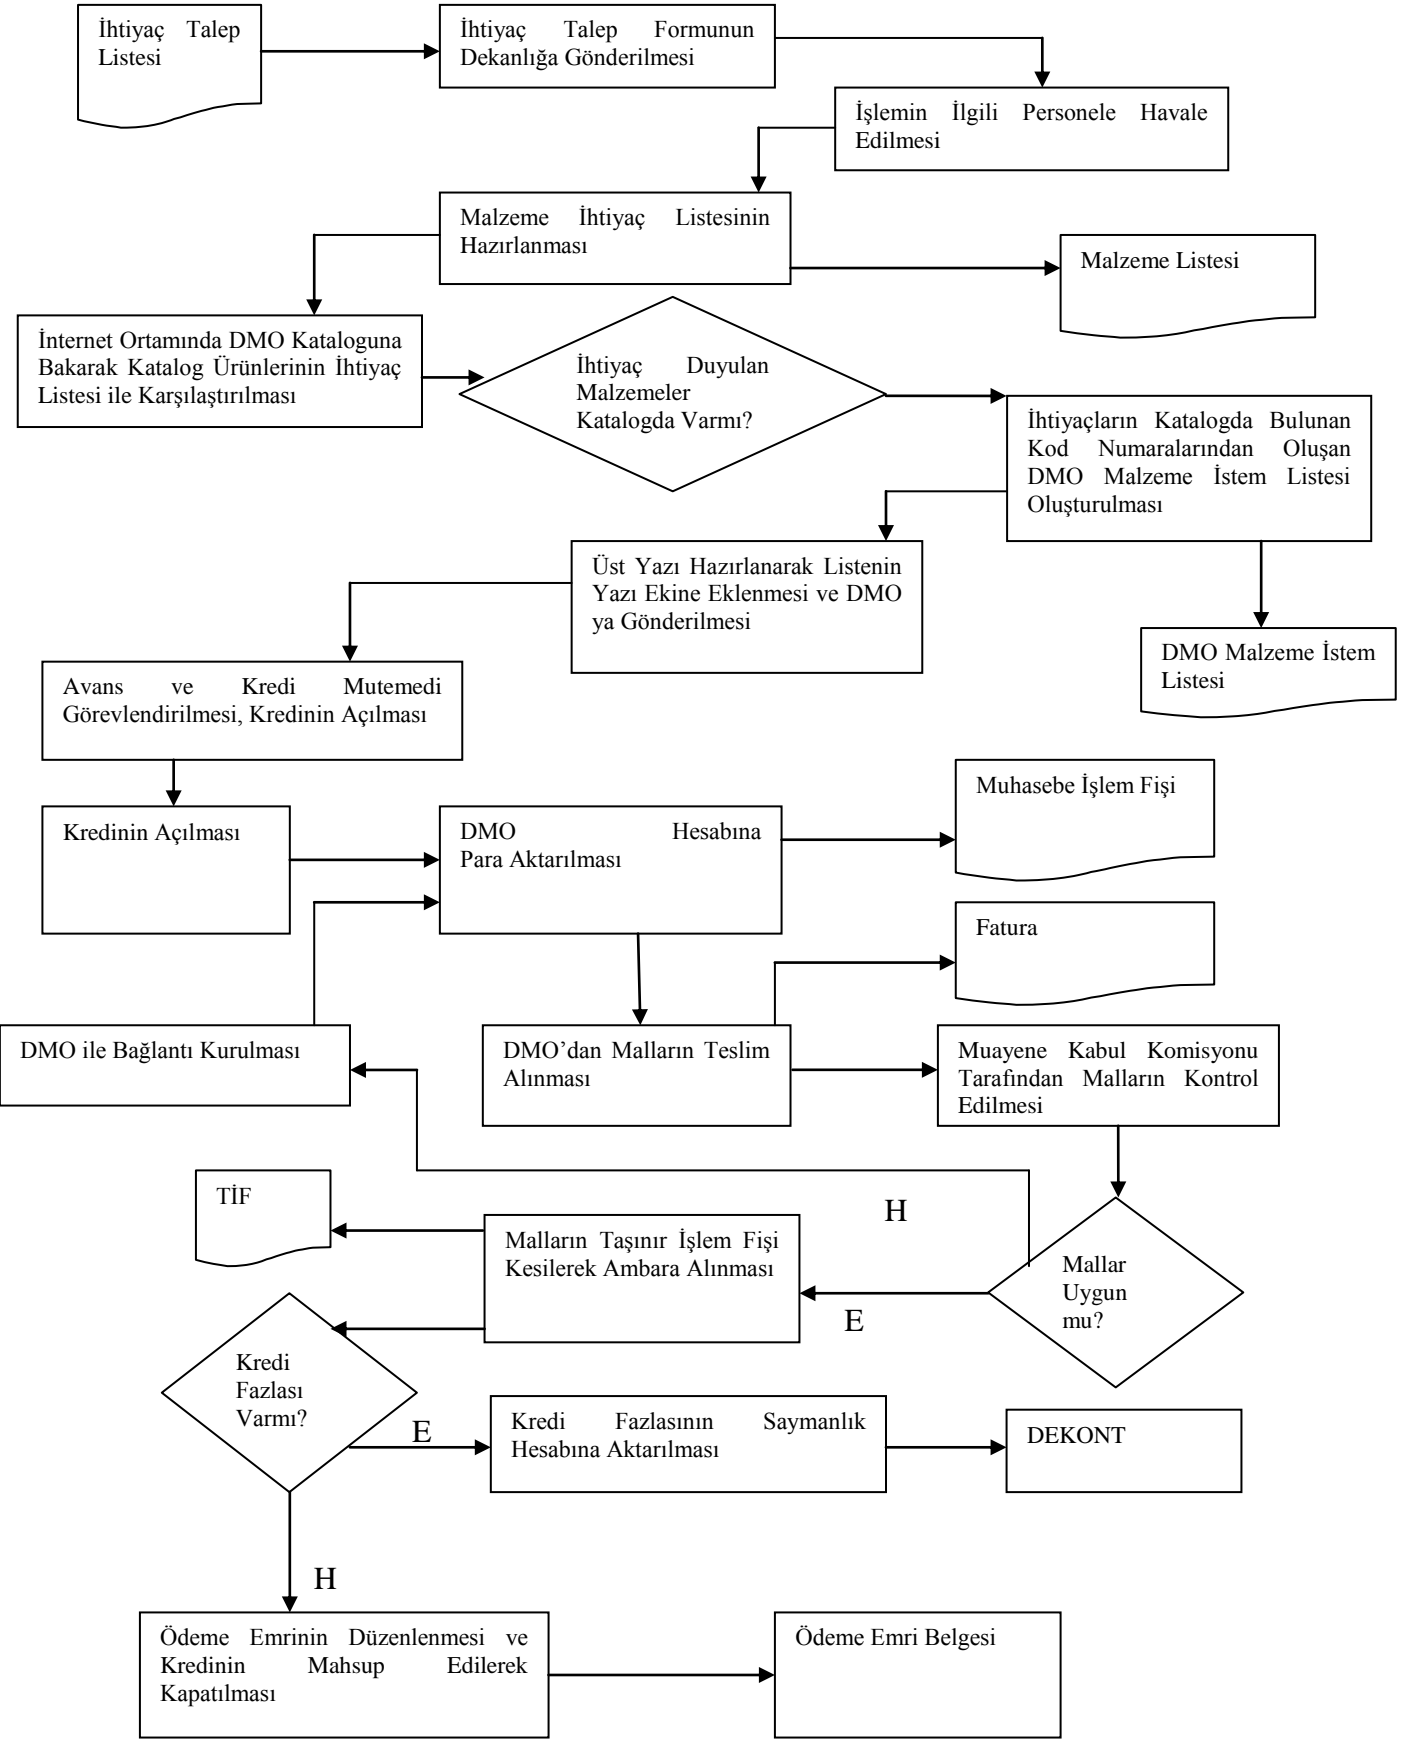 İhtiyaç Talep
Listesi
İhtiyaç Talep Formunun
Dekanlığa Gönderilmesi
İşlemin İlgili Personele Havale
Edilmesi
Malzeme İhtiyaç Listesinin
Hazırlanması
Malzeme Listesi
İnternet Ortamında DMO Kataloguna
Bakarak Katalog Ürünlerinin İhtiyaç
Listesi ile Karşılaştırılması
İhtiyaç Duyulan
Malzemeler
Katalogda Varmı?
İhtiyaçların Katalogda Bulunan
Kod Numaralarından Oluşan
DMO Malzeme İstem Listesi
Oluşturulması
Üst Yazı Hazırlanarak Listenin
Yazı Ekine Eklenmesi ve DMO
ya Gönderilmesi
DMO Malzeme İstem
Listesi
Avans ve Kredi Mutemedi
Görevlendirilmesi, Kredinin Açılması
Kredinin Açılması
DMO Hesabına
Para Aktarılması
Muhasebe İşlem Fişi
Fatura
DMO ile Bağlantı Kurulması
DMO’dan Malların Teslim
Alınması
Muayene Kabul Komisyonu
Tarafından Malların Kontrol
Edilmesi
TİF
H
Malların Taşınır İşlem Fişi
Kesilerek Ambara Alınması
Mallar
Uygun
mu?
E
Kredi
Fazlası
Varmı?
E
Kredi Fazlasının Saymanlık
Hesabına Aktarılması
DEKONT
H
Ödeme Emrinin Düzenlenmesi ve
Kredinin Mahsup Edilerek
Kapatılması
Ödeme Emri Belgesi